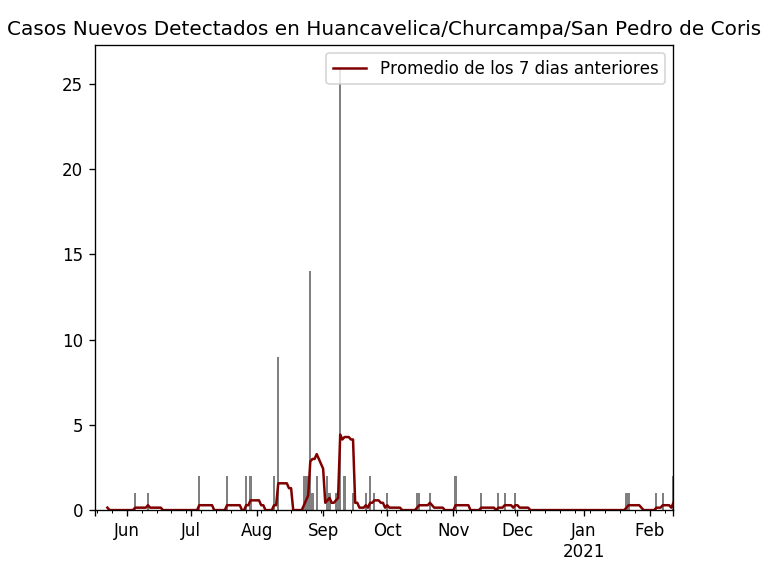 Casos Nuevos Detectados en Huancavelica/Churcampa/San Pedro de Coris
Promedio de los 7 dias anteriores
25
20
15
10
5
0
Jun Jul Aug Sep Oct Nov Dec Jan Feb
2021